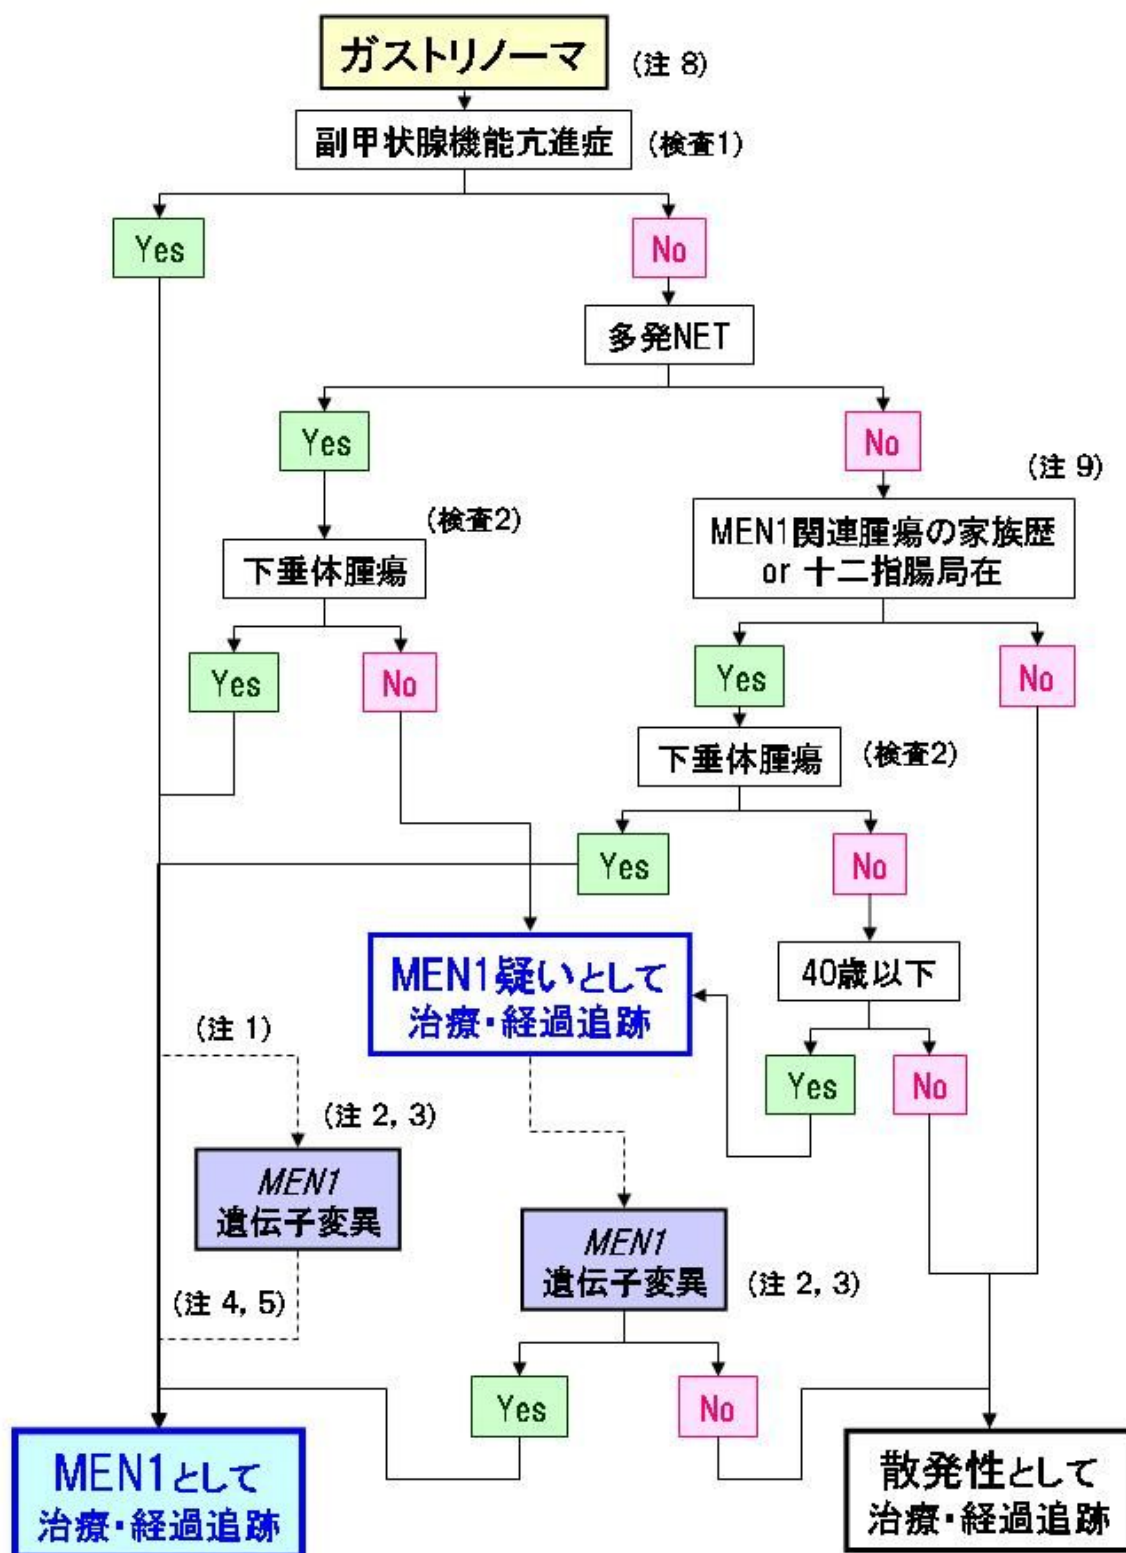 ガストリノーマ
(注 8)
副甲状腺機能亢進症
(検査1)
Yes
No
多発NET
Yes
No
(注 9)
(検査2)
MEN1関連腫瘍の家族歴
or 十二指腸局在
下垂体腫瘍
Yes
No
Yes
No
下垂体腫瘍
(検査2)
Yes
No
MEN1疑いとして
治療・経過追跡
40歳以下
(注 1)
Yes
No
(注 2, 3)
MEN1
遺伝子変異
MEN1
遺伝子変異
(注 2, 3)
(注 4, 5)
Yes
No
MEN1として
治療・経過追跡
散発性として
治療・経過追跡